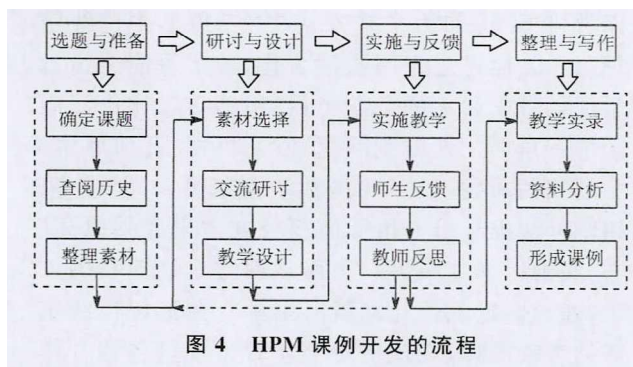 选题与准备 研讨与设计 实施与反馈 整理与写作
确定课题 素材选择 实施教学 教学实录
查阅历史 交流研讨 师生反馈 资料分析
整理素材 教学设计 教师反思 形成课例
图 4 HPM 课例开发的流程